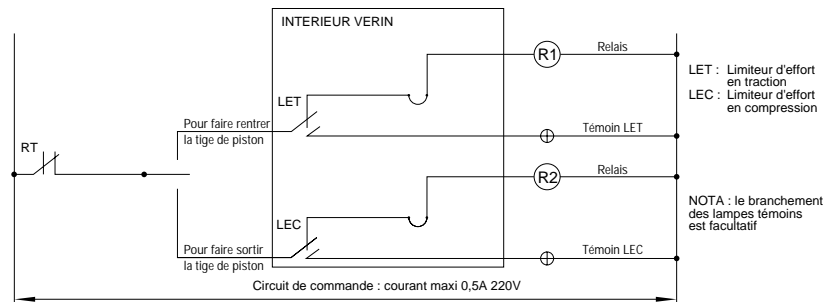 INTERIEUR VERIN
R1
Relais
LET : Limiteur d'effort
en traction
LEC : Limiteur d'effort
en compression
LET
Pour faire rentrer
la tige de piston
Témoin LET
RT
R2
Relais
NOTA : le branchement
des lampes témoins
est facultatif
LEC
Pour faire sortir
la tige de piston
Témoin LEC
Circuit de commande : courant maxi 0,5A 220V